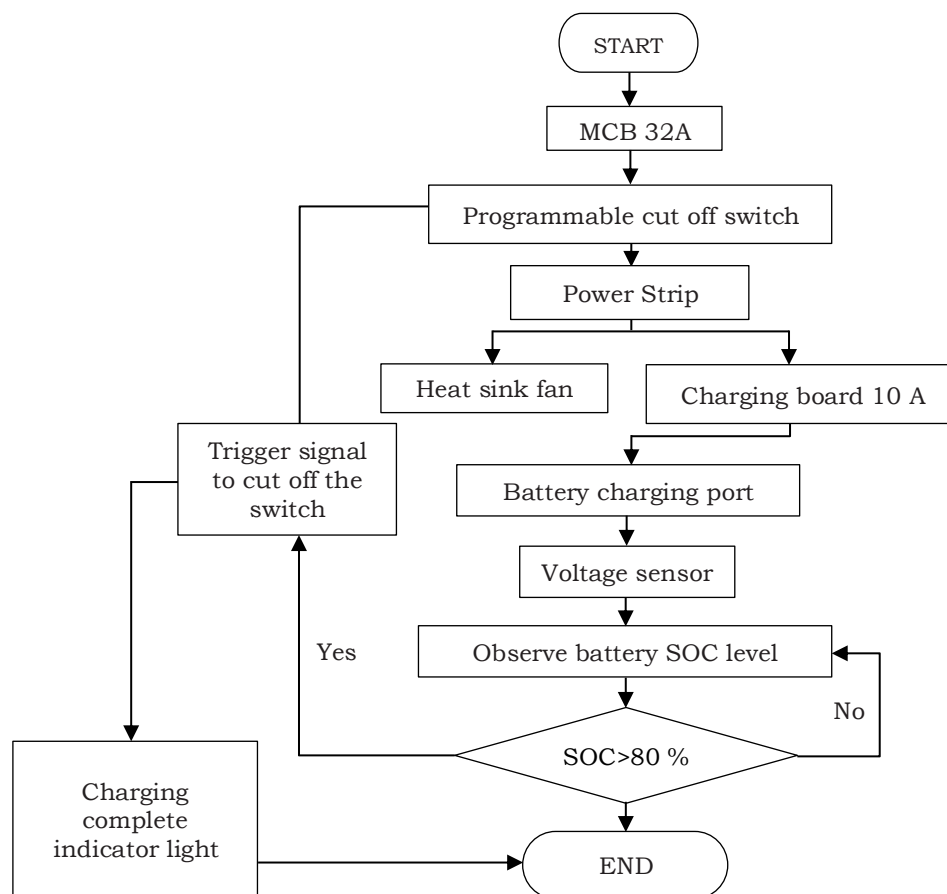 START
MCB 32A
Programmable cut off switch
Power Strip
Heat sink fan
Charging board 10 A
Trigger signal
to cut off the
switch
Battery charging port
Voltage sensor
Yes
Observe battery SOC level
No
SOC>80 %
Charging
complete
indicator light
END